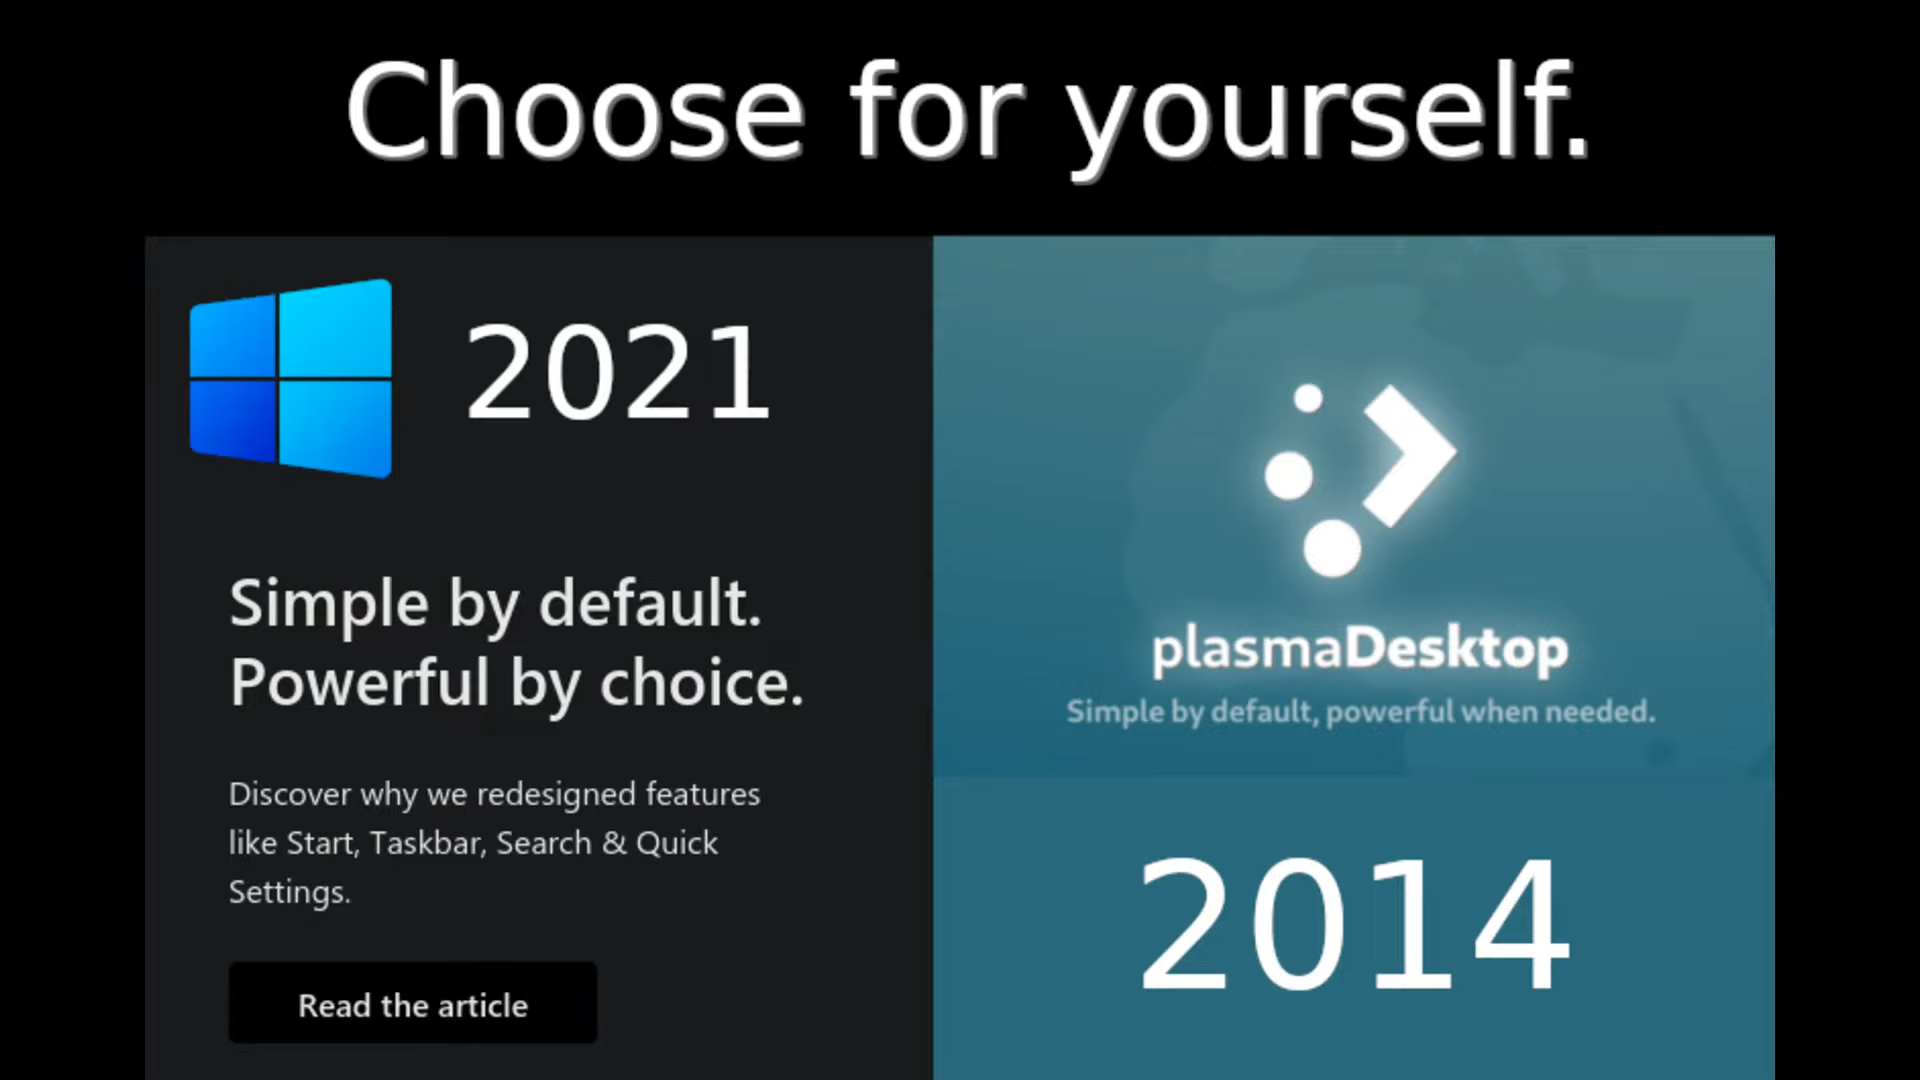 Choose for yourself.
2021
Simple by default.
Powerful by choice.
Discover why we redesigned features
like Start, Taskbar, Search & Quick
Settings.
Read the article
plasmaDesktop
Simple by default, powerful when needed.
2014